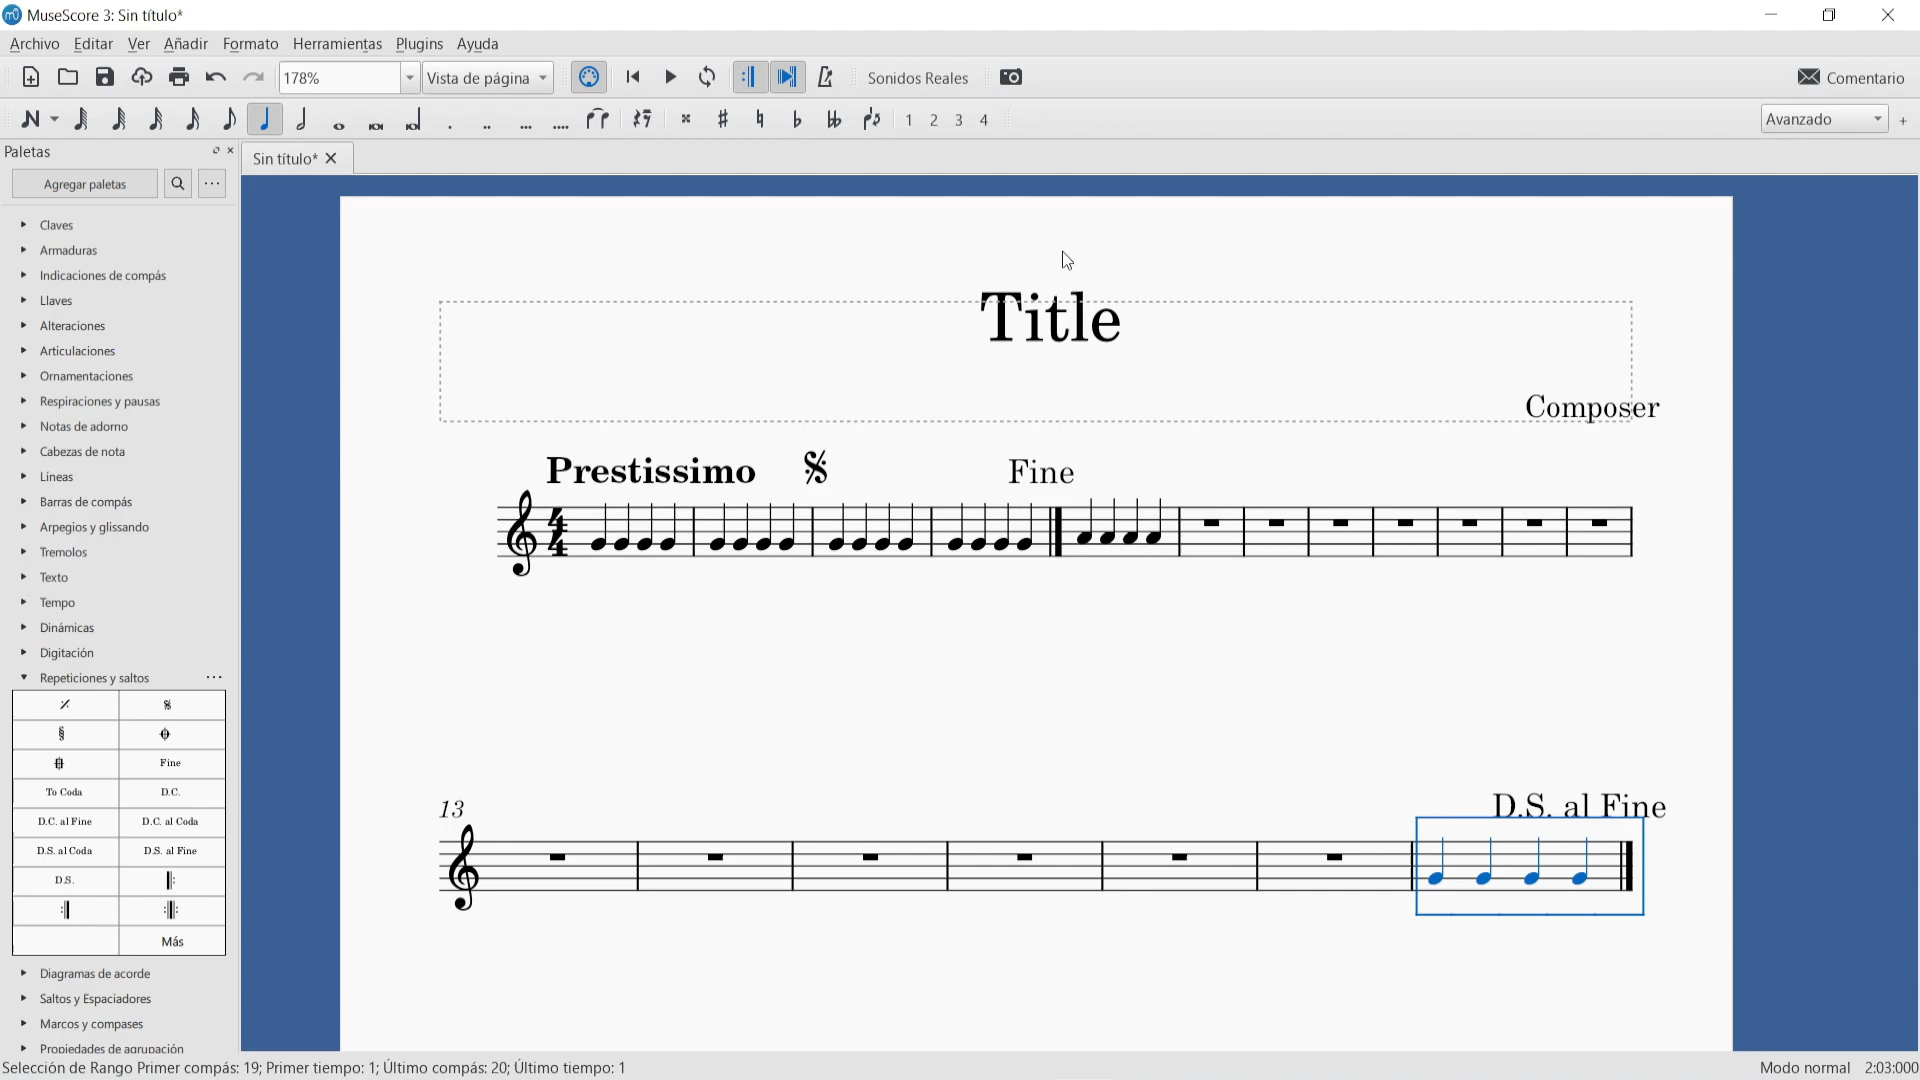 MuseScore 3: Sin título*
Archivo Editar Ver Añadir Formato Herramientas Plugins Ayuda
178% Vista de página Sonidos Reales Comentario
1 2 3 4 Avanzado +
Paletas
Sin título*
Agregar paletas ...
Claves
Armaduras
Indicaciones de compás
Llaves
Alteraciones
Articulaciones
Ornamentaciones
Respiraciones y pausas
Notas de adorno
Cabezas de nota
Líneas
Barras de compás
Arpegios y glissando
Tremolos
Texto
Tempo
Dinámicas
Digitación
Repeticiones y saltos ...
Fine
To Coda D.C.
D.C. al Fine D.C. al Coda
D.S. al Coda D.S. al Fine
D.S.
Más
Diagramas de acorde
Saltos y Espaciadores
Marcos y compases
Propiedades de agrupación
Title
Composer
Prestissimo Fine
4
4
13 D.S. al Fine
Selección de Rango Primer compás: 19; Primer tiempo: 1; Último compás: 20; Último tiempo: 1 Modo normal 2:03:000